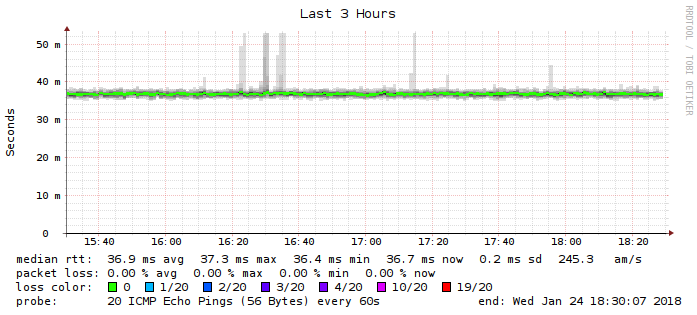 Last 3 Hours
RRDTOOL / TOBI OETIKER
Seconds
50 m
40 m
30 m
20 m
10 m
0
15:40 16:00 16:20 16:40 17:00 17:20 17:40 18:00 18:20
median rtt: 36.9 ms avg 37.3 ms max 36.4 ms min 36.7 ms now 0.2 ms sd 245.3 am/s
packet loss: 0.00 % avg 0.00 % max 0.00 % min 0.00 % now
loss color: 0 1/20 2/20 3/20 4/20 10/20 19/20
probe: 20 ICMP Echo Pings (56 Bytes) every 60s end: Wed Jan 24 18:30:07 2018